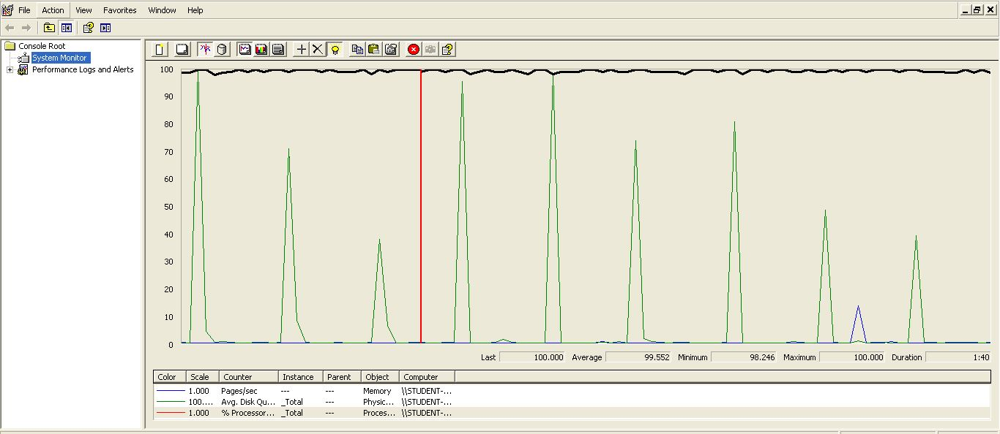 File Action View Favorites Window Help
Console Root
System Monitor
Performance Logs and Alerts
100
90
80
70
60
50
40
30
20
10
0
Last 100.000 Average 99.552 Minimum 98.246 Maximum 100.000 Duration 1:40
Color Scale Counter Instance Parent Object Computer
1.000 Pages/sec --- --- Memory \\STUDENT-...
100.... Avg. Disk Qu... _Total --- Physic... \\STUDENT-...
1.000 % Processor... _Total --- Proces... \\STUDENT-...